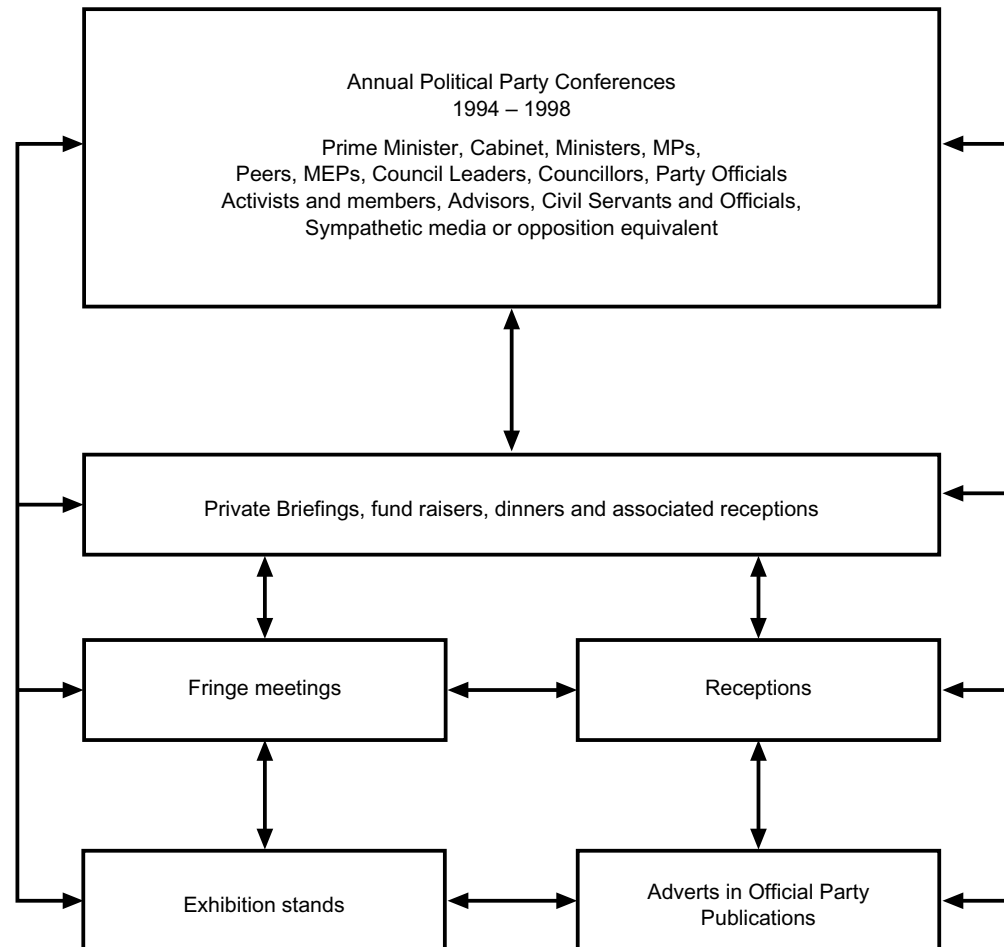 Annual Political Party Conferences
1994 – 1998
Prime Minister, Cabinet, Ministers, MPs,
Peers, MEPs, Council Leaders, Councillors, Party Officials
Activists and members, Advisors, Civil Servants and Officials,
Sympathetic media or opposition equivalent
Private Briefings, fund raisers, dinners and associated receptions
Fringe meetings
Receptions
Exhibition stands
Adverts in Official Party
Publications